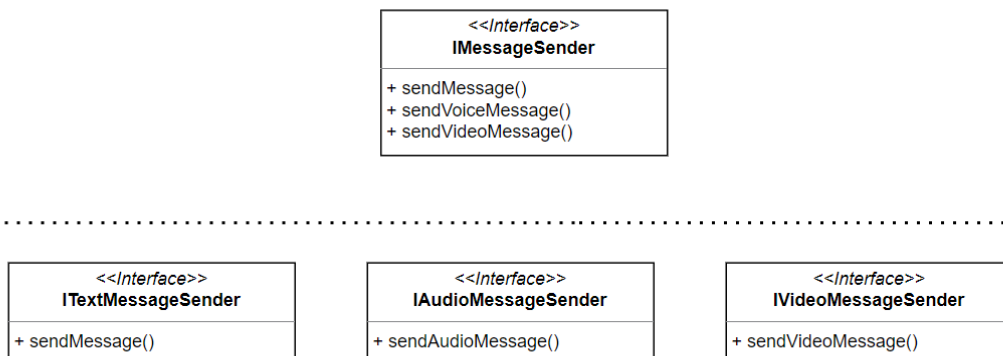 <<Interface>>
IMessageSender
+ sendMessage()
+ sendVoiceMessage()
+ sendVideoMessage()
<<Interface>>
ITextMessageSender
+ sendMessage()
<<Interface>>
IAudioMessageSender
+ sendAudioMessage()
<<Interface>>
IVideoMessageSender
+ sendVideoMessage()